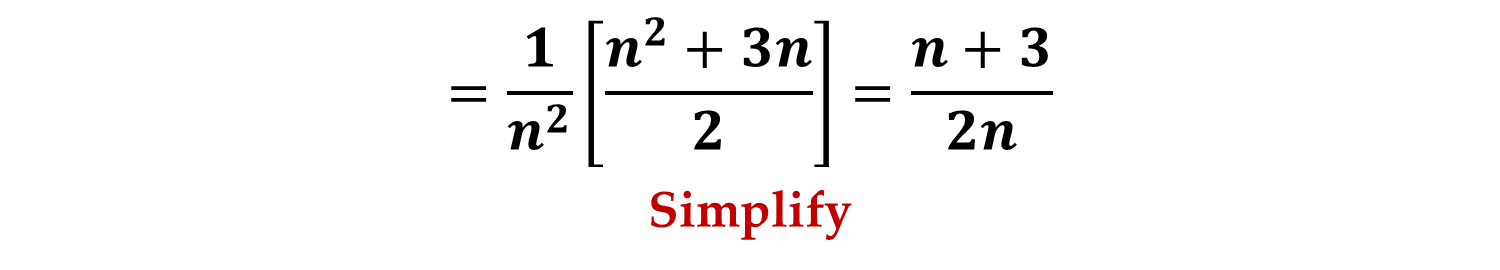 = 1/n² [ (n² + 3n)/2 ] = (n + 3)/2n
Simplify